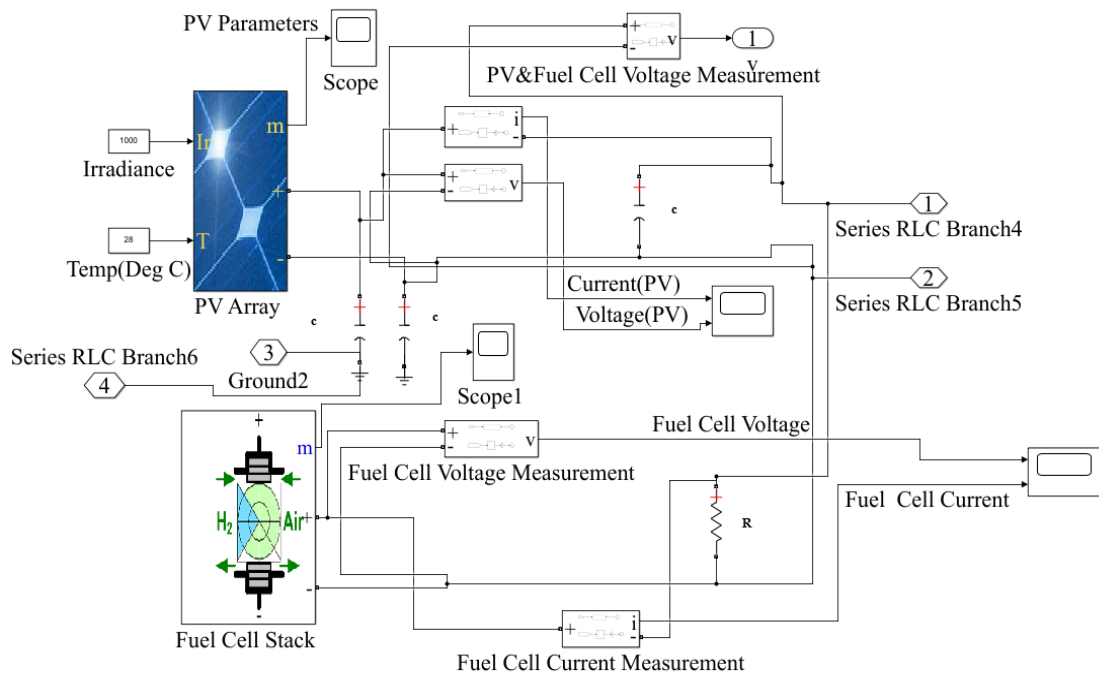 PV Parameters
Scope
+
-
v
1
v
PV&Fuel Cell Voltage Measurement
1000
Ir
m
Irradiance
+
i
-
+
-
v
+
c
1
Series RLC Branch4
28
T
-
Temp(Deg C)
PV Array
Current(PV)
Voltage(PV)
2
Series RLC Branch5
c
c
Series RLC Branch6
3
Ground2
4
Scope1
+
m
+
-
v
Fuel Cell Voltage
Fuel Cell Voltage Measurement
Fuel Cell Current
H2
Air
+
R
-
-
Fuel Cell Stack
+
i
-
Fuel Cell Current Measurement